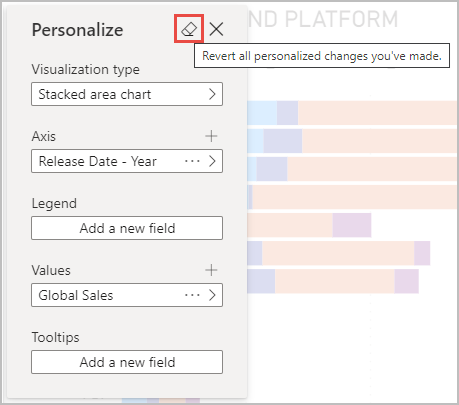 Personalize
ND PLATFORM
Revert all personalized changes you've made.
Visualization type
Stacked area chart
Axis
Release Date - Year
Legend
Add a new field
Values
Global Sales
Tooltips
Add a new field